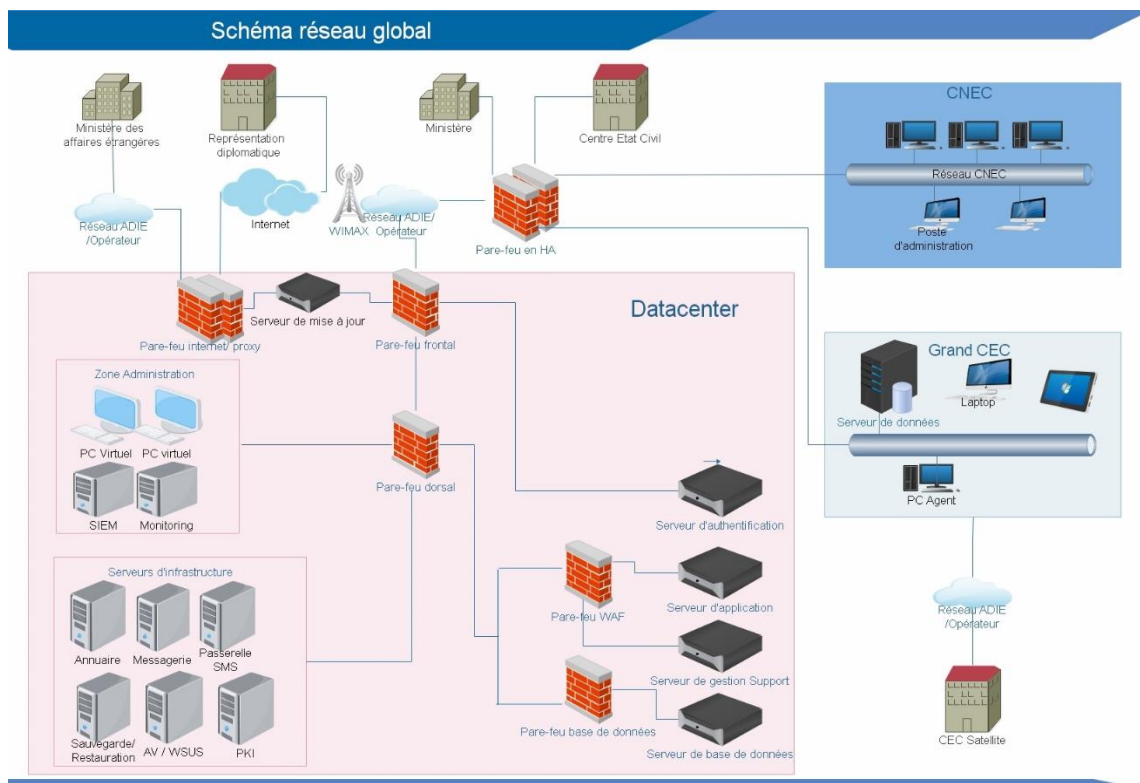 Schéma réseau global
Ministère des
affaires étrangères
Représentation
diplomatique
Ministère
Centre Etat Civil
CNEC
Réseau CNEC
Poste
d'administration
Réseau ADIE
/Opérateur
Internet
WIMAX
Réseau ADIE/
Opérateur
Pare-feu en HA
Datacenter
Pare-feu internet/ proxy
Serveur de mise à jour
Pare-feu frontal
Zone Administration
PC Virtuel
PC virtuel
SIEM
Monitoring
Pare-feu dorsal
Serveur d'authentification
Serveurs d'infrastructure
Annuaire
Messagerie
Passerelle
SMS
Sauvegarde/
Restauration
AV / WSUS
PKI
Pare-feu WAF
Serveur d'application
Serveur de gestion Support
Pare-feu base de données
Serveur de base de données
Grand CEC
Serveur de données
Laptop
PC Agent
Réseau ADIE
/Opérateur
CEC Satellite